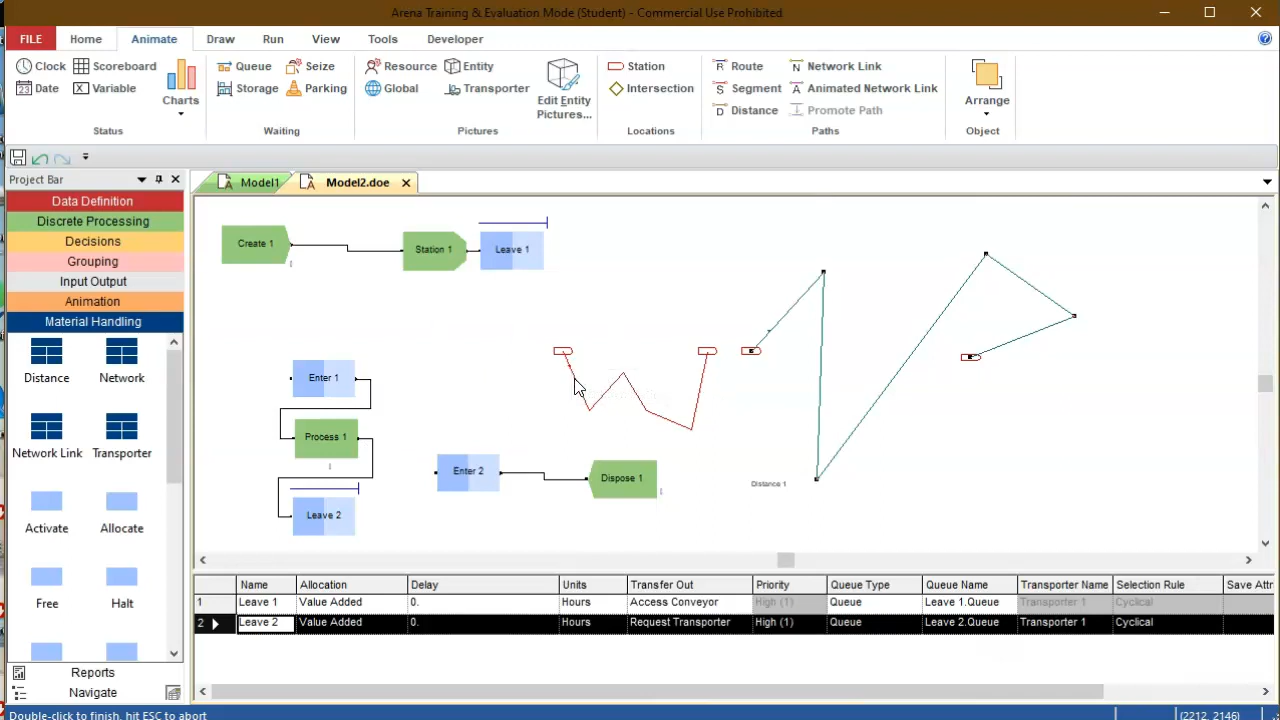 Arena Training & Evaluation Mode (Student) - Commercial Use Prohibited
FILE Home Animate Draw Run View Tools Developer
Clock Scoreboard Charts Queue Seize Resource Entity Edit Entity Pictures... Station Route Network Link Arrange
Date Variable Storage Parking Global Transporter Intersection Segment Animated Network Link
Distance Promote Path
Status Waiting Pictures Locations Paths Object
Project Bar
Model1 Model2.doe
Data Definition
Discrete Processing
Decisions
Grouping
Input Output
Animation
Material Handling
Distance Network
Network Link Transporter
Activate Allocate
Free Halt
Reports
Navigate
Create 1 Station 1 Leave 1
Enter 1
Process 1
Leave 2
Enter 2 Dispose 1
Distance 1
Name Allocation Delay Units Transfer Out Priority Queue Type Queue Name Transporter Name Selection Rule Save Attr
1 Leave 1 Value Added 0. Hours Access Conveyor High (1) Queue Leave 1.Queue Transporter 1 Cyclical
2 Leave 2 Value Added 0. Hours Request Transporter High (1) Queue Leave 2.Queue Transporter 1 Cyclical
Double-click to finish, hit ESC to abort (2212, 2146)